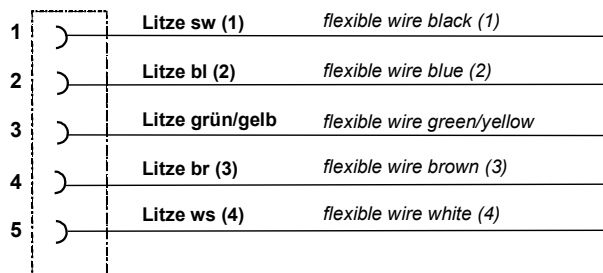 1 Litze sw (1) flexible wire black (1)
2 Litze bl (2) flexible wire blue (2)
3 Litze grün/gelb flexible wire green/yellow
4 Litze br (3) flexible wire brown (3)
5 Litze ws (4) flexible wire white (4)